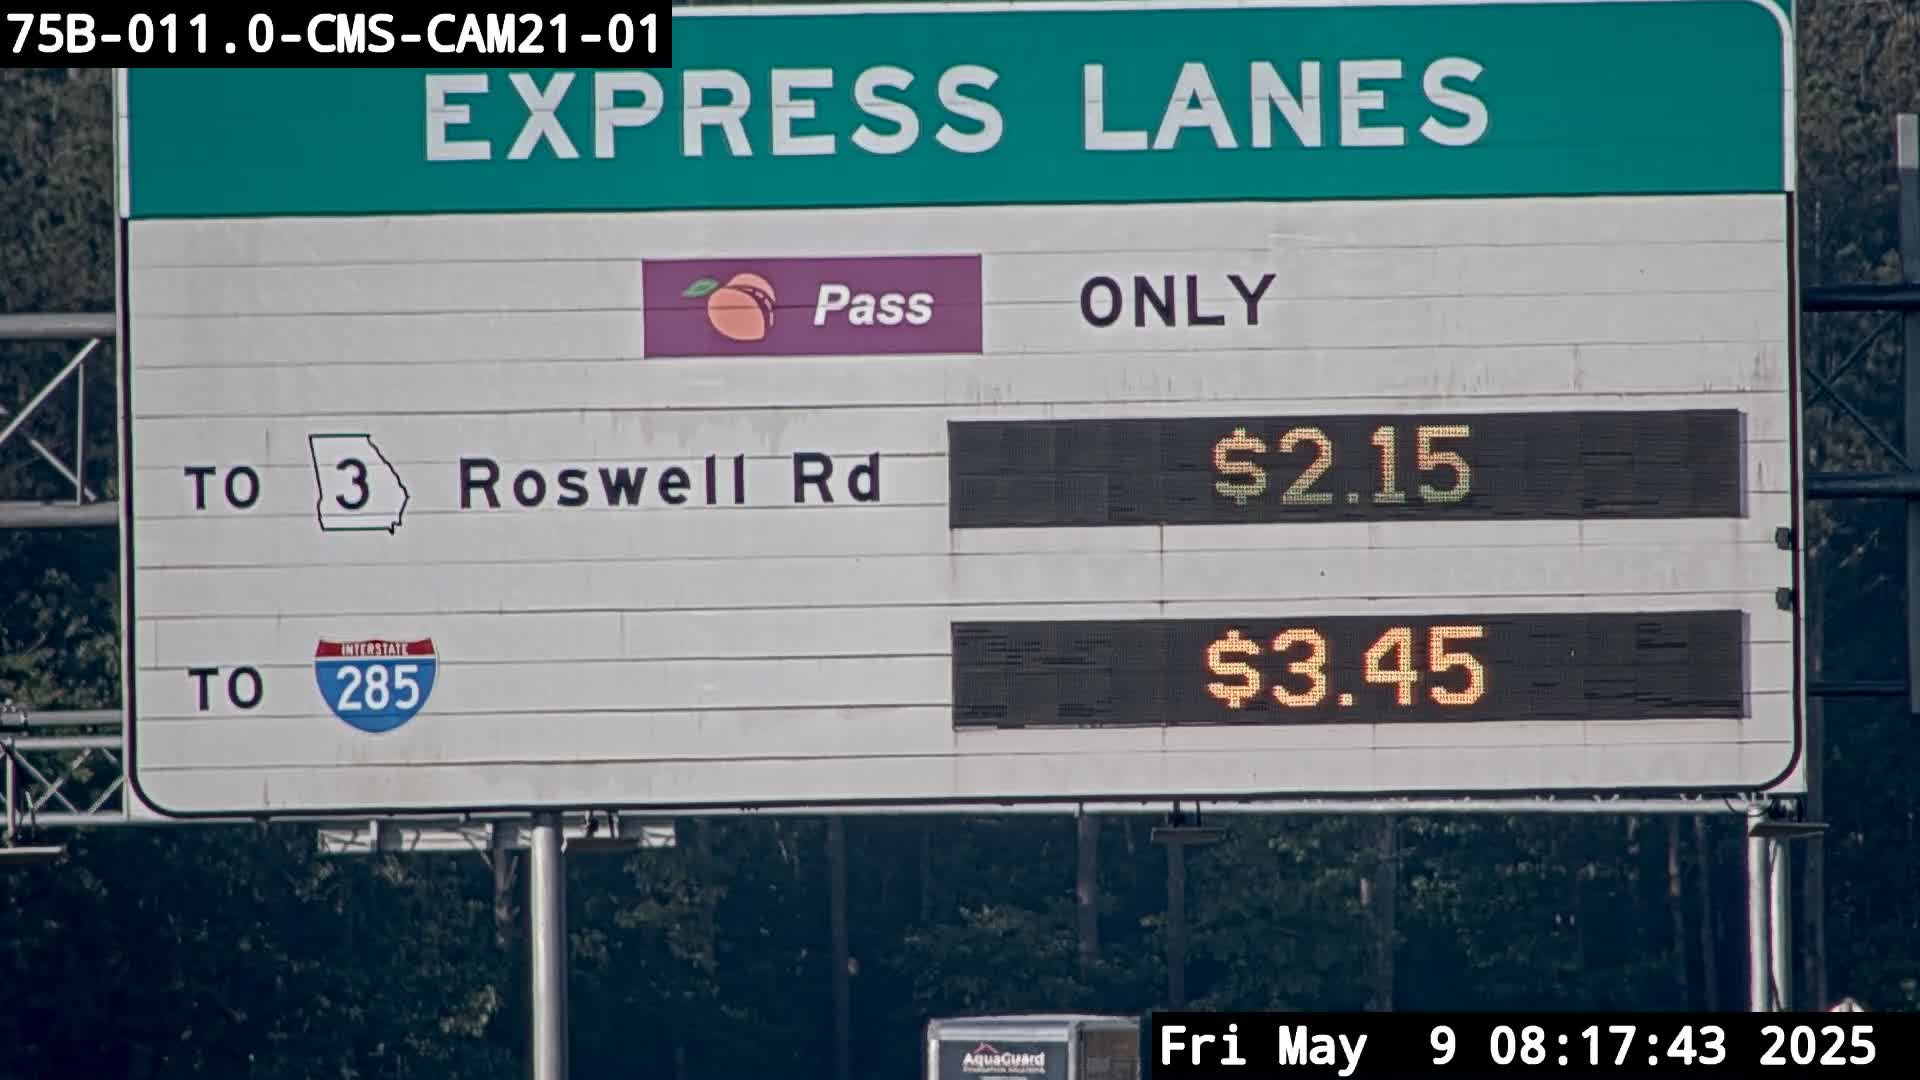 75B-011.0-CMS-CAM21-01
EXPRESS LANES
Pass ONLY
TO 3 Roswell Rd $2.15
TO INTERSTATE 285 $3.45
AquaGuard
Fri May 9 08:17:43 2025